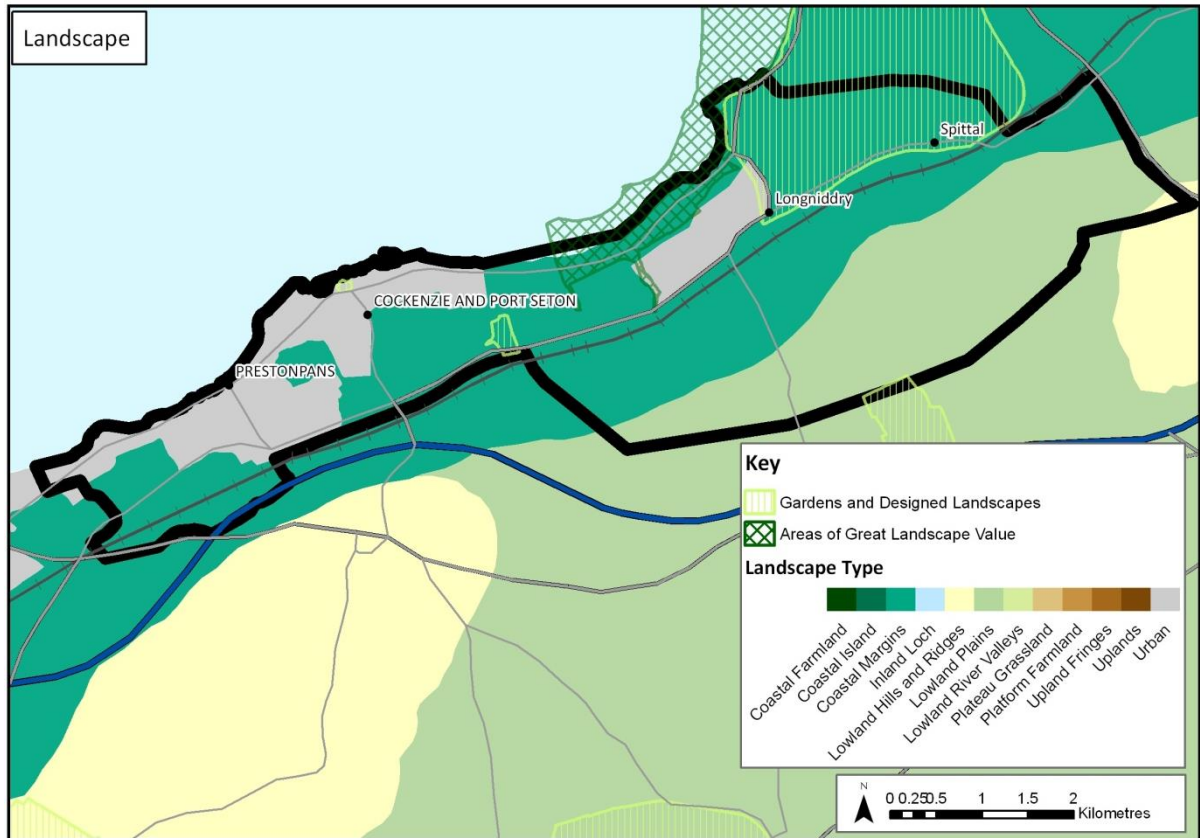 Landscape
Spittal
Longniddry
COCKENZIE AND PORT SETON
PRESTONPANS
Key
Gardens and Designed Landscapes
Areas of Great Landscape Value
Landscape Type
Coastal Farmland
Coastal Island
Coastal Margins
Inland Loch
Lowland Hills and Ridges
Lowland Plains
Lowland River Valleys
Plateau Grassland
Platform Farmland
Upland Fringes
Uplands
Urban
N
0 0.25 0.5 1 1.5 2
Kilometres